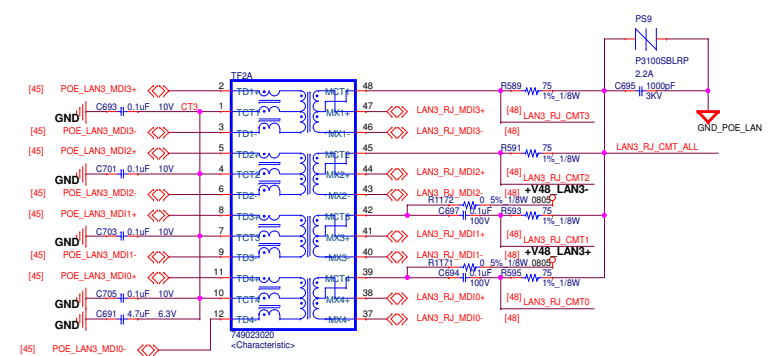 PS9
P3100SBLRP
2.2A
C695 1000pF
3KV
GND_POE_LAN
TF2A
[45] POE_LAN3_MDI3+ 2 TD1+ MCT1 48 R589 75
1%_1/8W
GND C693 0.1uF 10V CT3 1 TCT1 MX1+ 47 LAN3_RJ_MDI3+ [48]
LAN3_RJ_CMT3
[45] POE_LAN3_MDI3- 3 TD1- MX1- 46 LAN3_RJ_MDI3- [48]
[45] POE_LAN3_MDI2+ 5 TD2+ MCT2 45 R591 75 LAN3_RJ_CMT_ALL
1%_1/8W
GND C701 0.1uF 10V 4 TCT2 MX2+ 44 LAN3_RJ_MDI2+ [48]
LAN3_RJ_CMT2
[45] POE_LAN3_MDI2- 6 TD2- MX2- 43 LAN3_RJ_MDI2- [48] +V48_LAN3-
R1172 0 5%_1/8W 0805
[45] POE_LAN3_MDI1+ 8 TD3+ MCT3 42 C697 0.1uF R593 75
100V 1%_1/8W
GND C703 0.1uF 10V 7 TCT3 MX3+ 41 LAN3_RJ_MDI1+ [48]
LAN3_RJ_CMT1
[45] POE_LAN3_MDI1- 9 TD3- MX3- 40 LAN3_RJ_MDI1- [48] +V48_LAN3+
R1171 0 5%_1/8W 0805
[45] POE_LAN3_MDI0+ 11 TD4+ MCT4 39 C694 0.1uF R595 75
100V 1%_1/8W
GND C705 0.1uF 10V 10 TCT4 MX4+ 38 LAN3_RJ_MDI0+ [48]
LAN3_RJ_CMT0
GND C691 4.7uF 6.3V 12 TD4- MX4- 37 LAN3_RJ_MDI0- [48]
749023020
<Characteristic>
[45] POE_LAN3_MDI0-